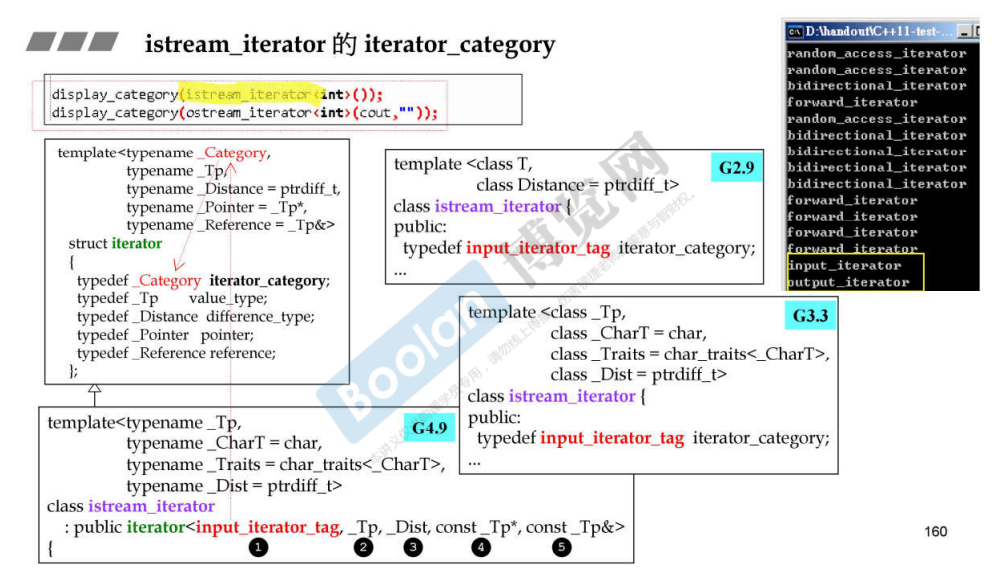 istream_iterator 的 iterator_category
display_category(istream_iterator<int>());
display_category(ostream_iterator<int>(cout,""));
template<typename _Category,
typename _Tp,
typename _Distance = ptrdiff_t,
typename _Pointer = _Tp*,
typename _Reference = _Tp&>
struct iterator
{
typedef _Category iterator_category;
typedef _Tp value_type;
typedef _Distance difference_type;
typedef _Pointer pointer;
typedef _Reference reference;
};
template<typename _Tp,
typename _CharT = char,
typename _Traits = char_traits<_CharT>,
typename _Dist = ptrdiff_t>
class istream_iterator
: public iterator<input_iterator_tag, _Tp, _Dist, const _Tp*, const _Tp&>
{
1 2 3 4 5
G4.9
template <class T,
class Distance = ptrdiff_t>
class istream_iterator {
public:
typedef input_iterator_tag iterator_category;
...
G2.9
template <class _Tp,
class _CharT = char,
class _Traits = char_traits<_CharT>,
class _Dist = ptrdiff_t>
class istream_iterator {
public:
typedef input_iterator_tag iterator_category;
...
G3.3
D:\handout\C++11-test-...
random_access_iterator
random_access_iterator
bidirectional_iterator
forward_iterator
random_access_iterator
bidirectional_iterator
bidirectional_iterator
bidirectional_iterator
bidirectional_iterator
forward_iterator
forward_iterator
forward_iterator
forward_iterator
input_iterator
output_iterator
Boolan 博览网
160